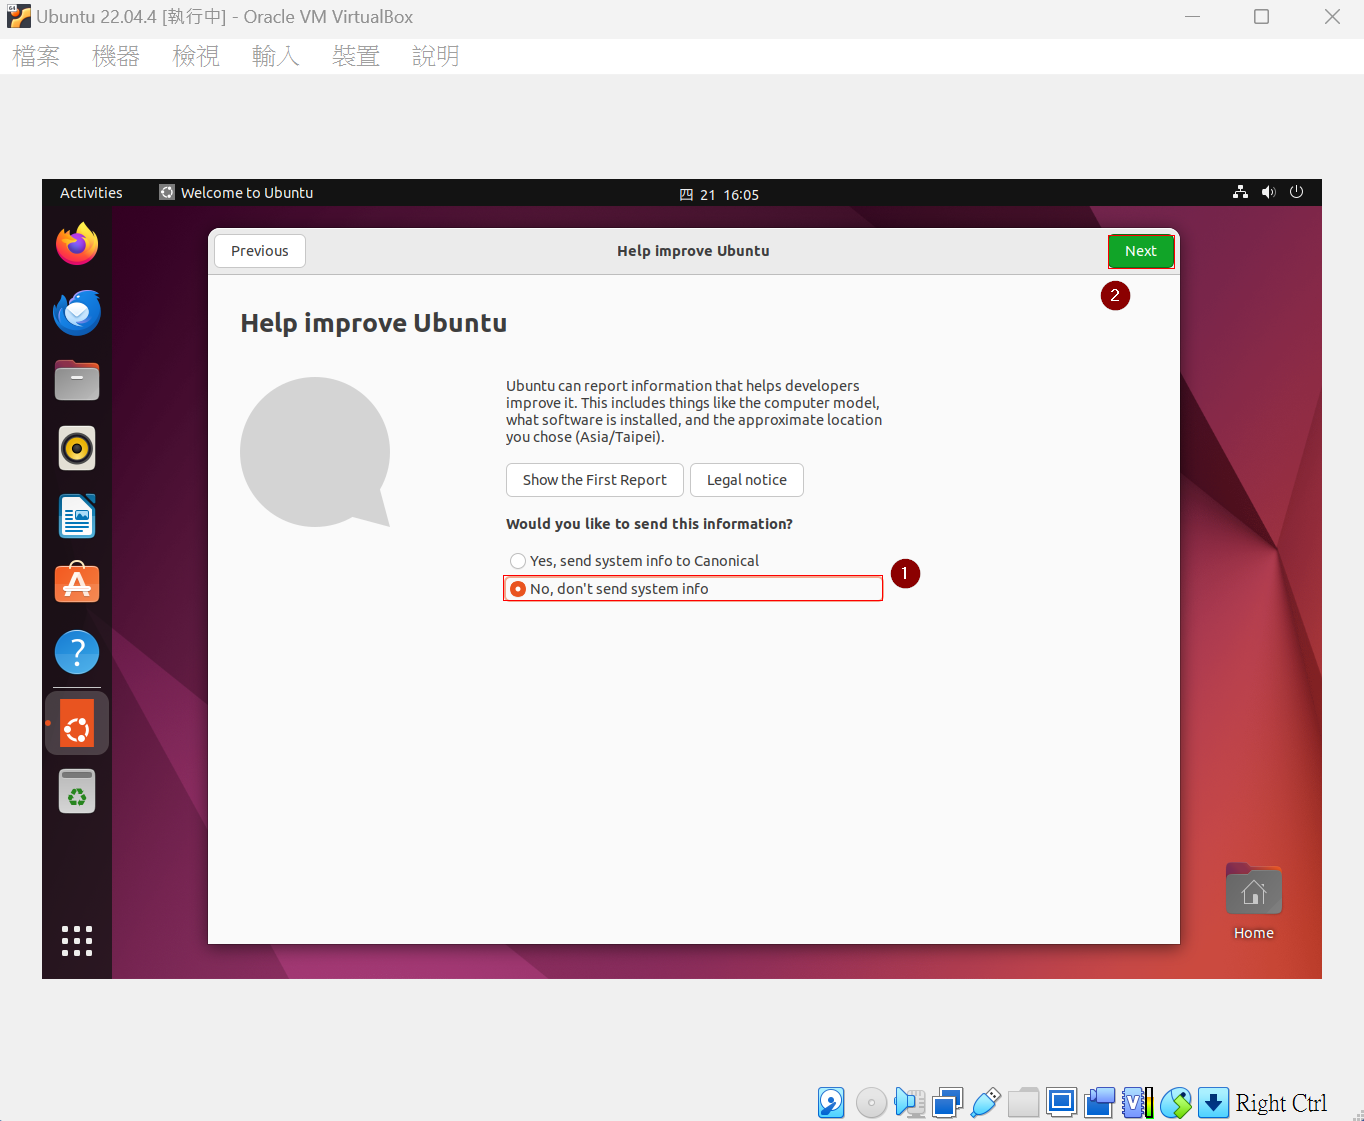 Ubuntu 22.04.4 [執行中] - Oracle VM VirtualBox
檔案 機器 檢視 輸入 裝置 說明
Activities Welcome to Ubuntu 四 21 16:05
Previous Help improve Ubuntu Next
2
Help improve Ubuntu
Ubuntu can report information that helps developers
improve it. This includes things like the computer model,
what software is installed, and the approximate location
you chose (Asia/Taipei).
Show the First Report Legal notice
Would you like to send this information?
Yes, send system info to Canonical
1
No, don't send system info
Home
Right Ctrl